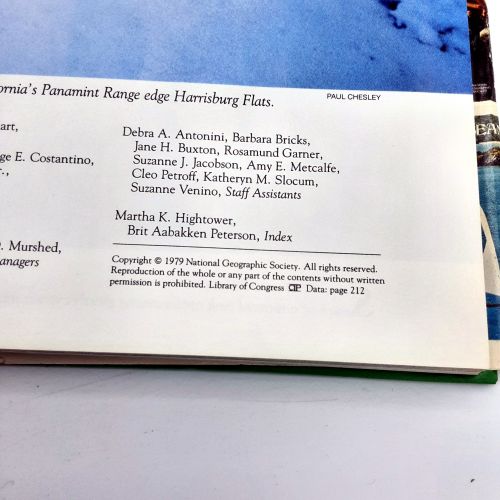 ornia's Panamint Range edge Harrisburg Flats.
PAUL CHESLEY
art,
ge E. Costantino,
r.,
. Murshed,
anagers
Debra A. Antonini, Barbara Bricks,
Jane H. Buxton, Rosamund Garner,
Suzanne J. Jacobson, Amy E. Metcalfe,
Cleo Petroff, Katheryn M. Slocum,
Suzanne Venino, Staff Assistants
Martha K. Hightower,
Brit Aabakken Peterson, Index
Copyright © 1979 National Geographic Society. All rights reserved.
Reproduction of the whole or any part of the contents without written
permission is prohibited. Library of Congress CIP Data: page 212